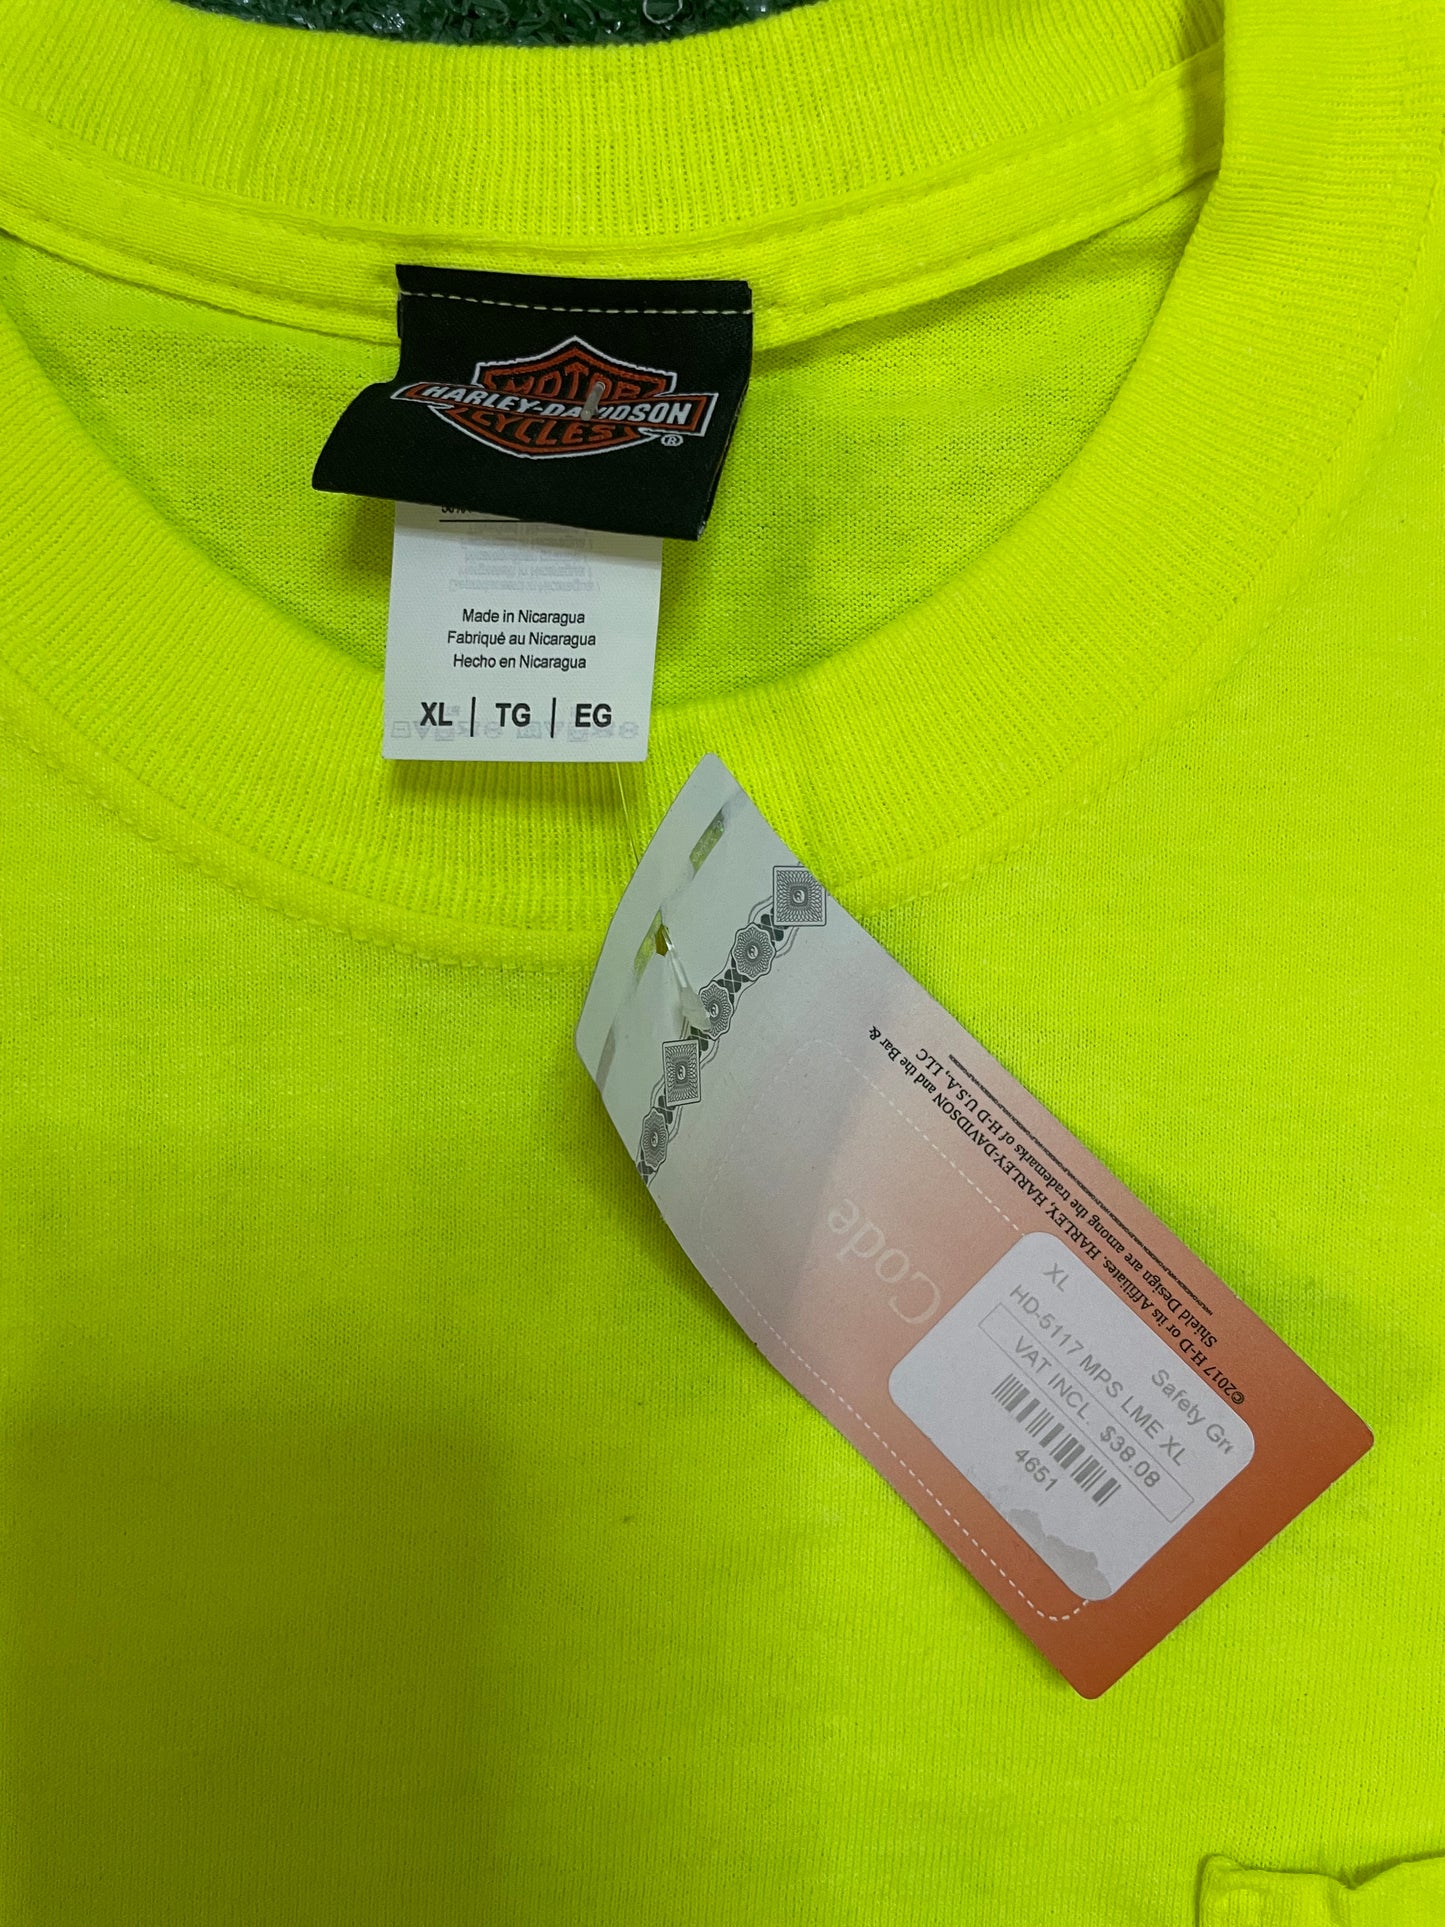 MOTOR
HARLEY-DAVIDSON
CYCLES
®
Made in Nicaragua
Fabriqué au Nicaragua
Hecho en Nicaragua
XL | TG | EG
©2017 H-D or its Affiliates. HARLEY, HARLEY-DAVIDSON and the Bar &
Shield Design are among the trademarks of H-D U.S.A., LLC
Code
XL
Safety Gr
HD-5117 MPS LME XL
VAT INCL. $38.08
4651